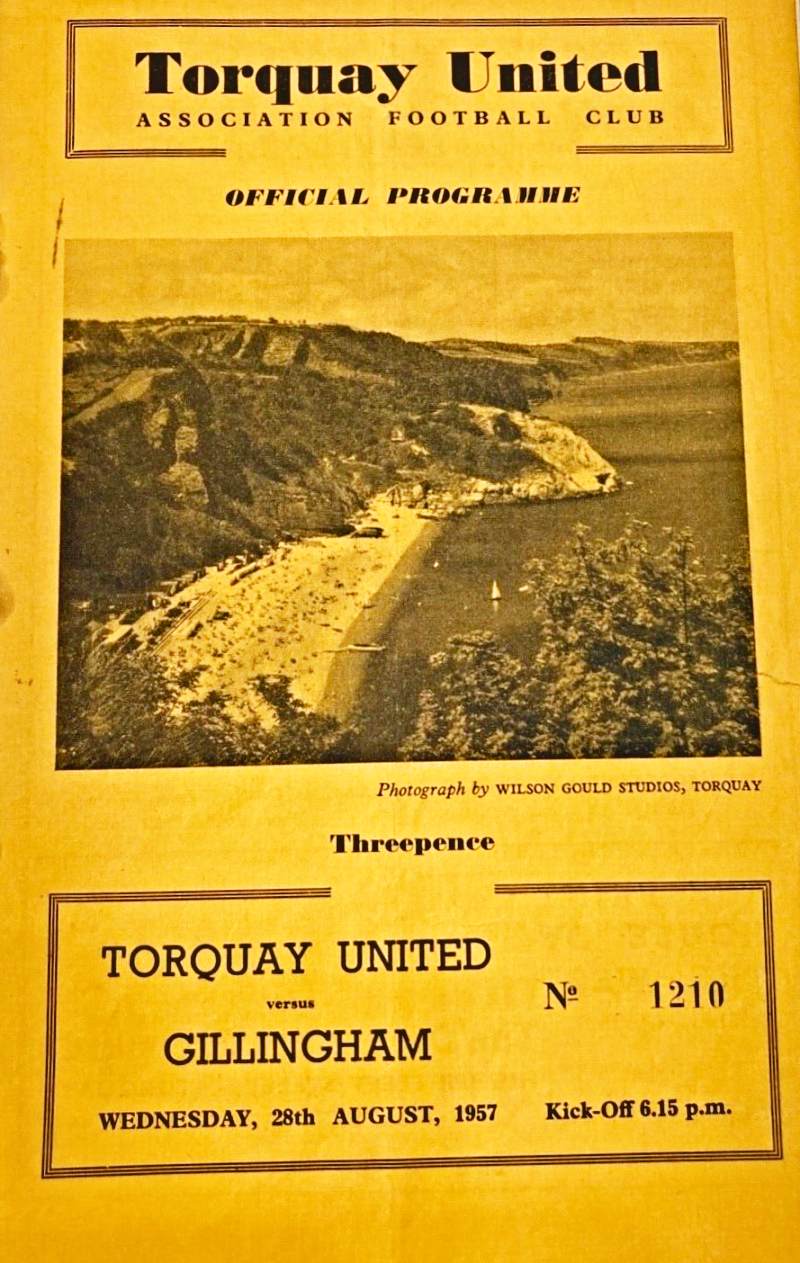 Torquay United
ASSOCIATION FOOTBALL CLUB
OFFICIAL PROGRAMME
Photograph by WILSON GOULD STUDIOS, TORQUAY
Threepence
TORQUAY UNITED
versus
GILLINGHAM
Nº 1210
WEDNESDAY, 28th AUGUST, 1957
Kick-Off 6.15 p.m.